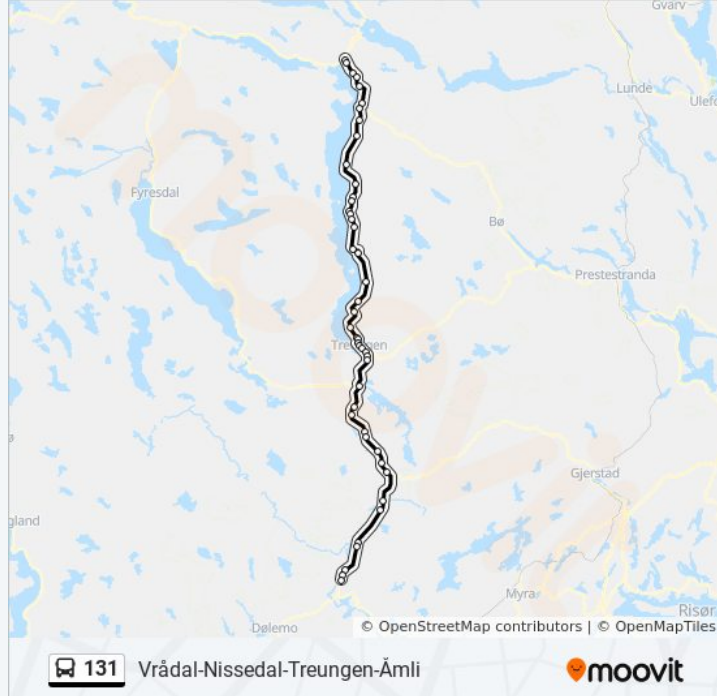 Gvarv
Lunde
Ulefo
Fyresdal
Bø
Prestestranda
Treungen
Gjerstad
gland
Myra
Risør
Dølemo
© OpenStreetMap contributors | © OpenMapTiles
131 Vrådal-Nissedal-Treungen-Åmli
moovit